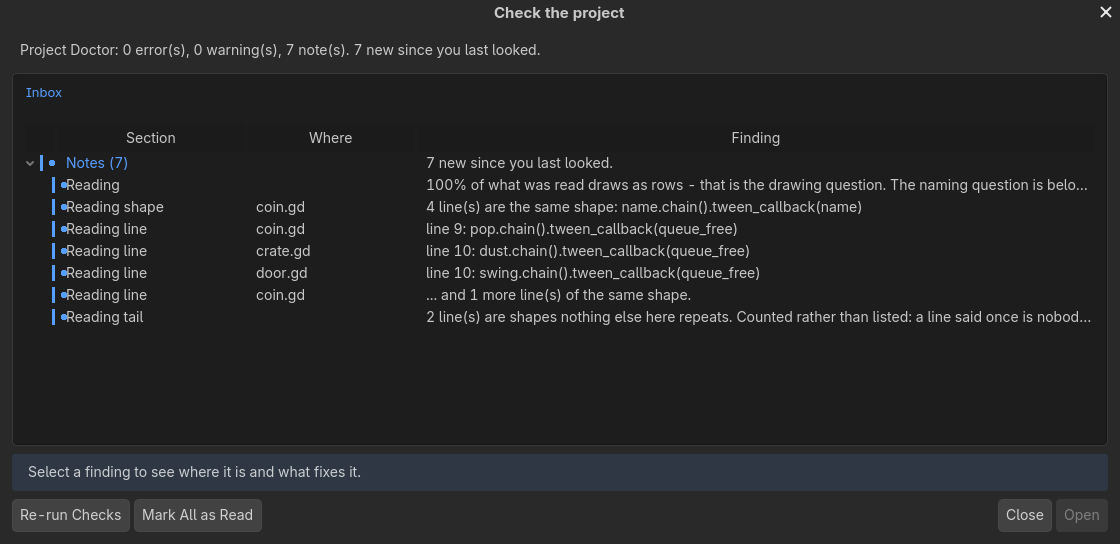 Check the project
Project Doctor: 0 error(s), 0 warning(s), 7 note(s). 7 new since you last looked.
Inbox
Section Where Finding
Notes (7) 7 new since you last looked.
Reading 100% of what was read draws as rows - that is the drawing question. The naming question is belo...
Reading shape coin.gd 4 line(s) are the same shape: name.chain().tween_callback(name)
Reading line coin.gd line 9: pop.chain().tween_callback(queue_free)
Reading line crate.gd line 10: dust.chain().tween_callback(queue_free)
Reading line door.gd line 10: swing.chain().tween_callback(queue_free)
Reading line coin.gd ... and 1 more line(s) of the same shape.
Reading tail 2 line(s) are shapes nothing else here repeats. Counted rather than listed: a line said once is nobod...
Select a finding to see where it is and what fixes it.
Re-run Checks Mark All as Read Close Open